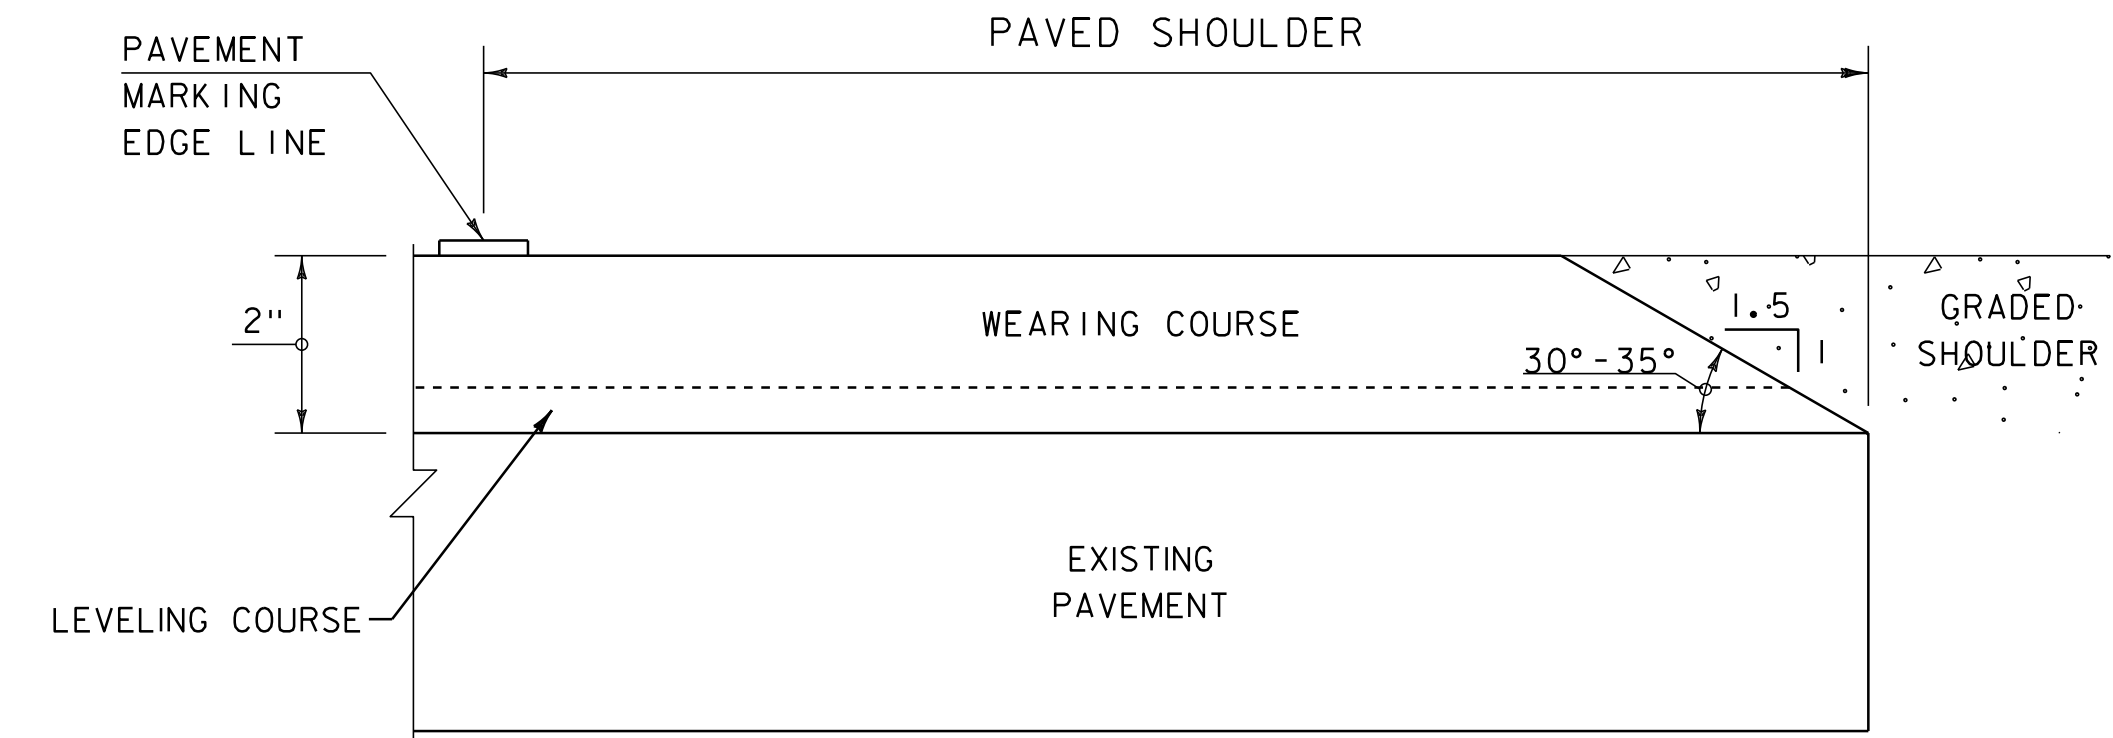 PAVED SHOULDER
PAVEMENT
MARKING
EDGE LINE
2"
WEARING COURSE
1.5
1
30°-35°
GRADED
SHOULDER
EXISTING
PAVEMENT
LEVELING COURSE